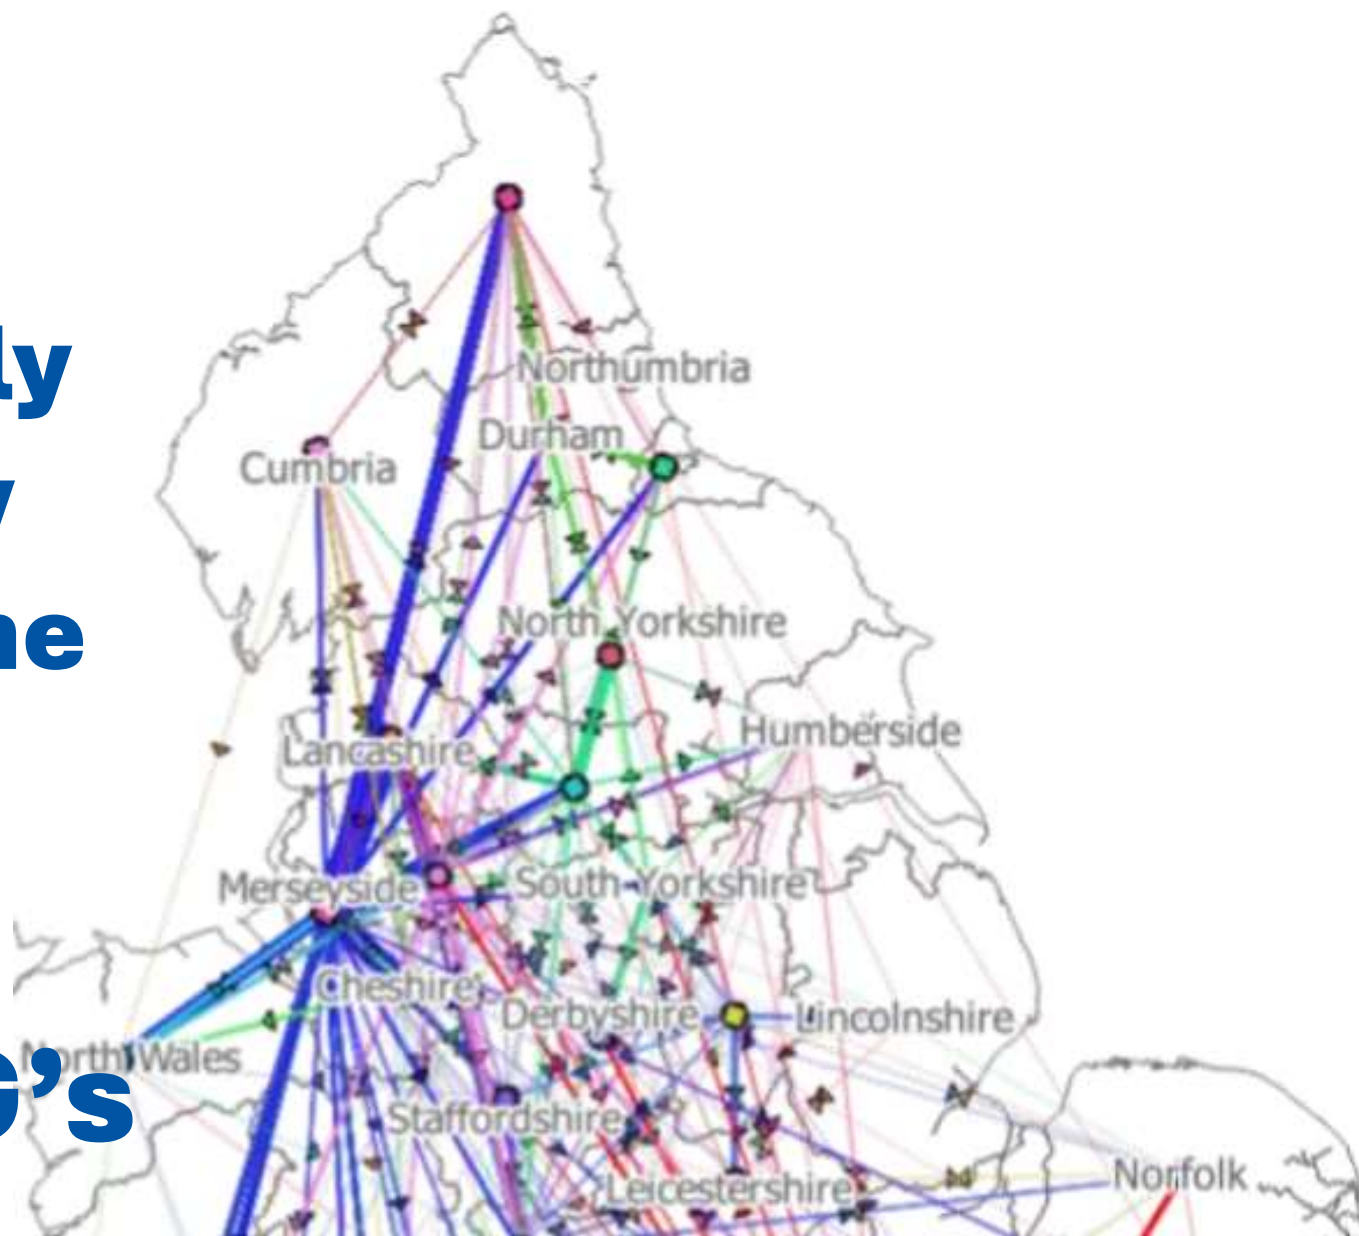 ly
Northumbria
Durham
Cumbria
y
North Yorkshire
ne
Humberside
Lancashire
South Yorkshire
Merseyside
Cheshire
Derbyshire
Lincolnshire
North Wales
G's
Staffordshire
Norfolk
Leicestershire